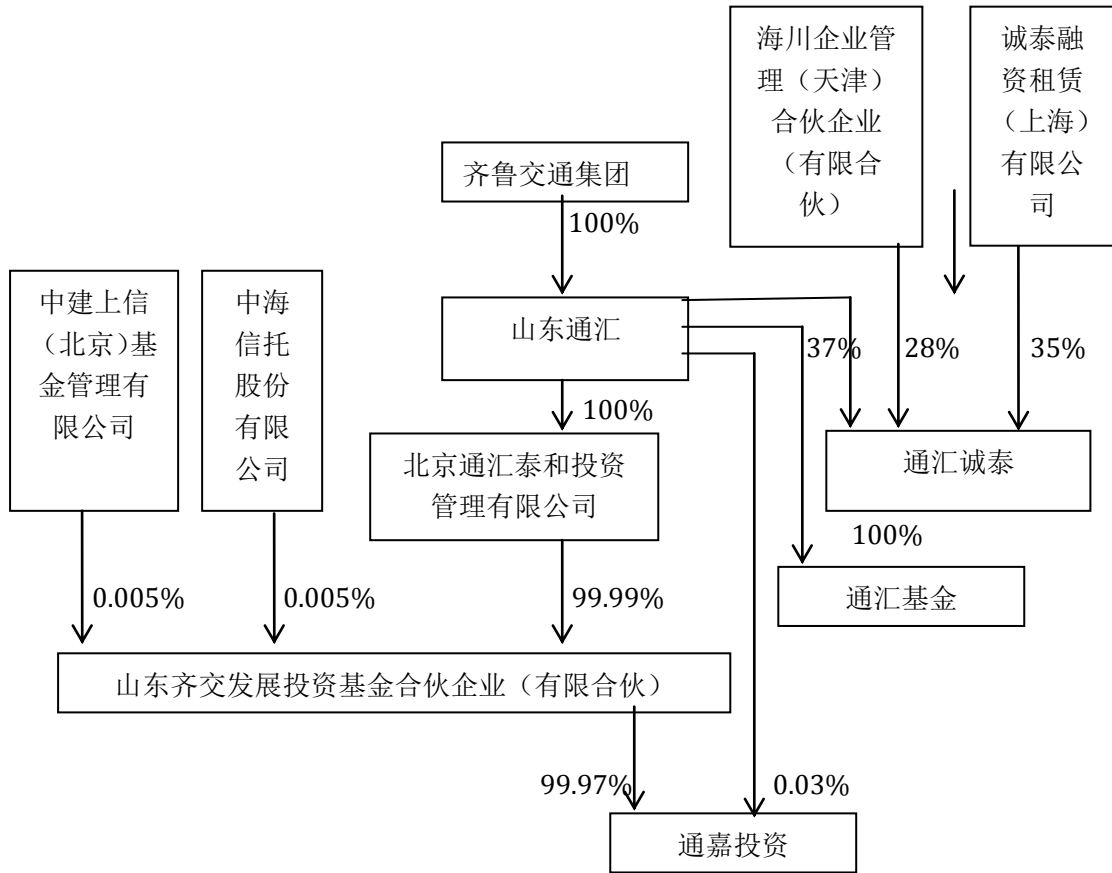 海川企业管
理（天津）
合伙企业
（有限合
伙）
诚泰融
资租赁
（上海）
有限公
司
齐鲁交通集团
100%
中建上信
（北京）基
金管理有
限公司
中海
信托
股份
有限
公司
山东通汇
37%
28%
35%
100%
北京通汇泰和投资
管理有限公司
通汇诚泰
100%
通汇基金
0.005%
0.005%
99.99%
山东齐交发展投资基金合伙企业（有限合伙）
99.97%
0.03%
通嘉投资